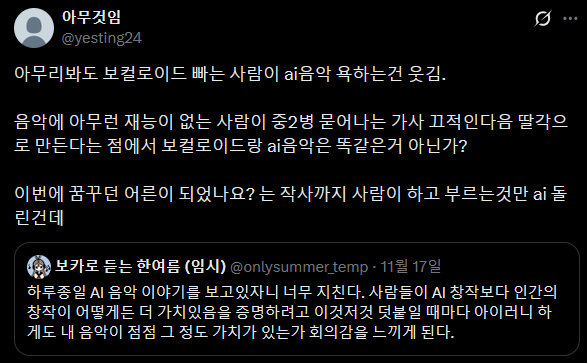 아무것임
@yesting24
아무리봐도 보컬로이드 빠는 사람이 ai음악 욕하는건 웃김.
음악에 아무런 재능이 없는 사람이 중2병 묻어나는 가사 끄적인다음 딸각으
로 만든다는 점에서 보컬로이드랑 ai음악은 똑같은거 아닌가?
이번에 꿈꾸던 어른이 되었나요? 는 작사까지 사람이 하고 부르는것만 ai 돌
린건데
보카로 듣는 한여름 (임시) @onlysummer_temp · 11월 17일
하루종일 AI 음악 이야기를 보고있자니 너무 지친다. 사람들이 AI 창작보다 인간의
창작이 어떻게든 더 가치있음을 증명하려고 이것저것 덧붙일 때마다 아이러니 하
게도 내 음악이 점점 그 정도 가치가 있는가 회의감을 느끼게 된다.